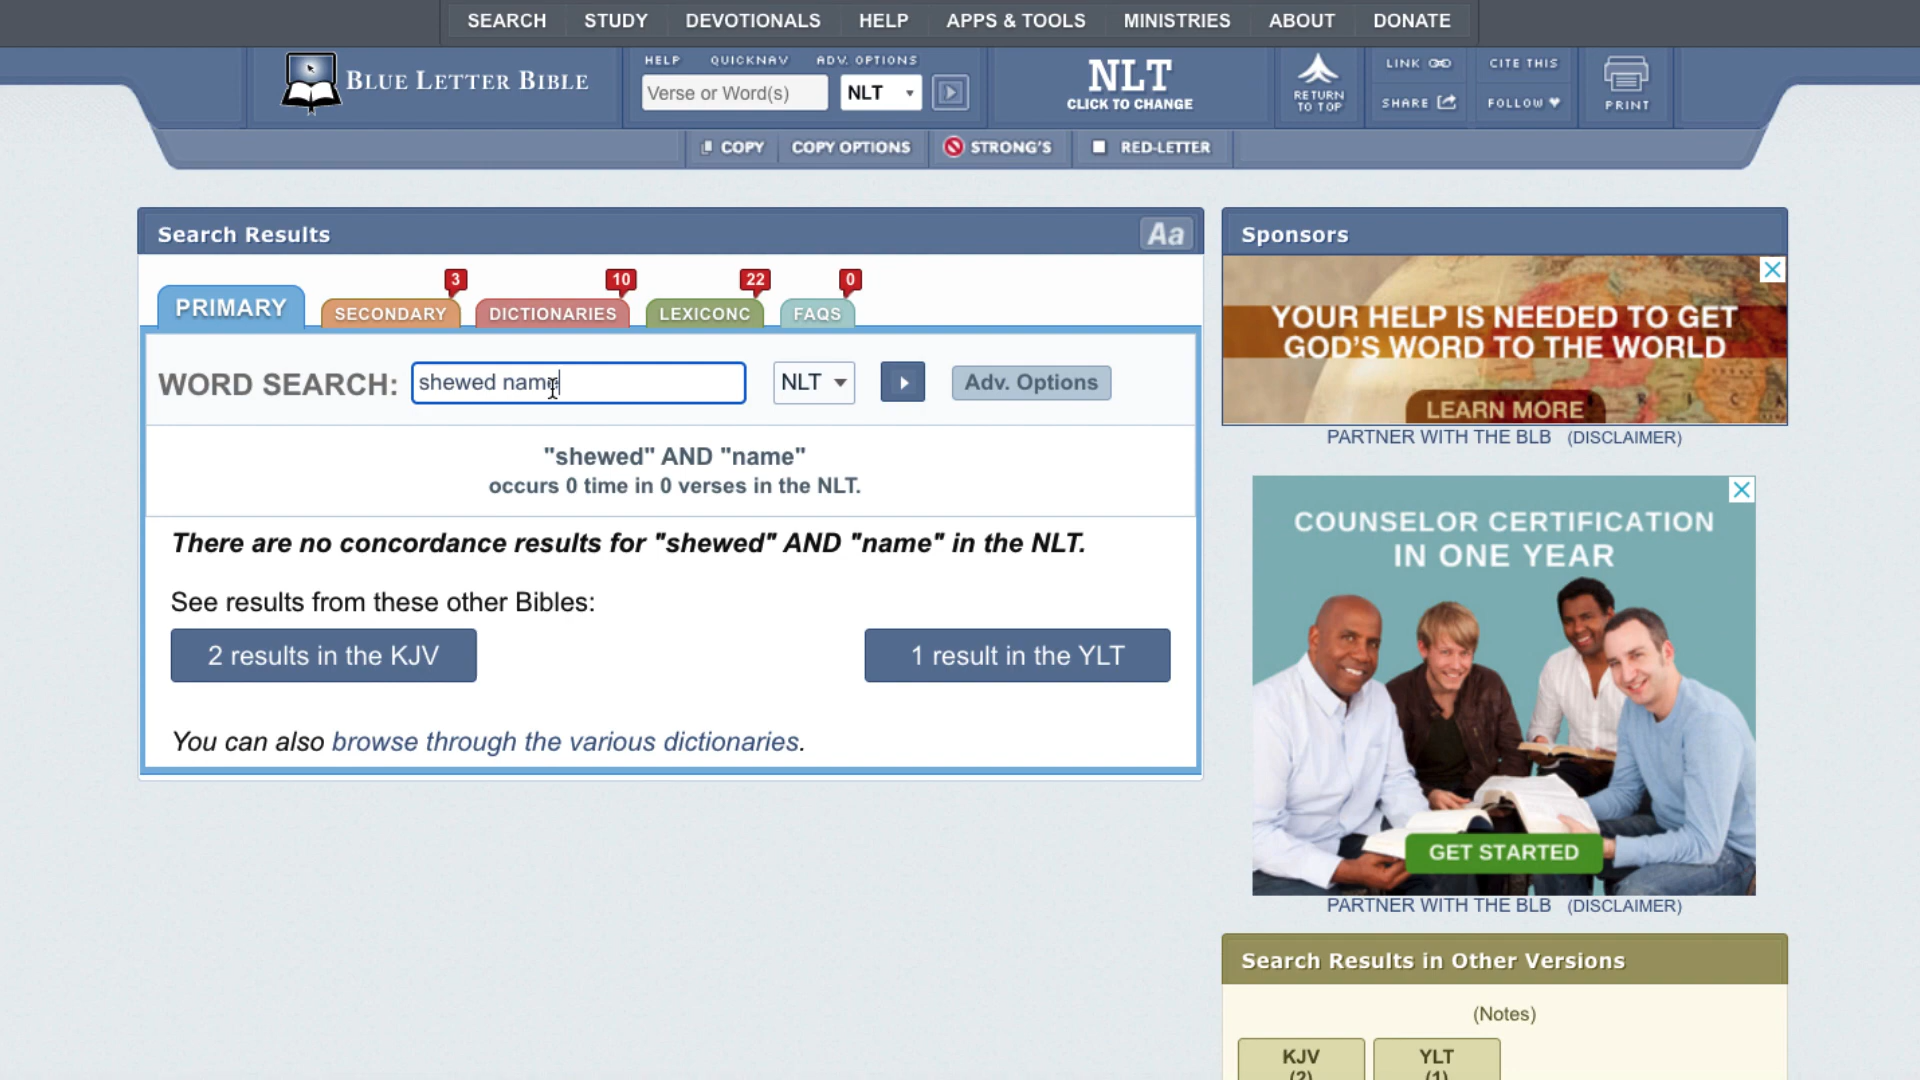 SEARCH STUDY DEVOTIONALS HELP APPS & TOOLS MINISTRIES ABOUT DONATE
BLUE LETTER BIBLE
HELP QUICKNAV ADV. OPTIONS
Verse or Word(s) NLT
NLT
CLICK TO CHANGE
RETURN
TO TOP
LINK CITE THIS
SHARE FOLLOW
PRINT
COPY COPY OPTIONS STRONG'S RED-LETTER
Search Results Aa
3 10 22 0
PRIMARY SECONDARY DICTIONARIES LEXICONC FAQS
WORD SEARCH: shewed name NLT Adv. Options
"shewed" AND "name"
occurs 0 time in 0 verses in the NLT.
There are no concordance results for "shewed" AND "name" in the NLT.
See results from these other Bibles:
2 results in the KJV 1 result in the YLT
You can also browse through the various dictionaries.
Sponsors
YOUR HELP IS NEEDED TO GET
GOD'S WORD TO THE WORLD
LEARN MORE
PARTNER WITH THE BLB (DISCLAIMER)
COUNSELOR CERTIFICATION
IN ONE YEAR
GET STARTED
PARTNER WITH THE BLB (DISCLAIMER)
Search Results in Other Versions
(Notes)
KJV YLT
(2) (1)